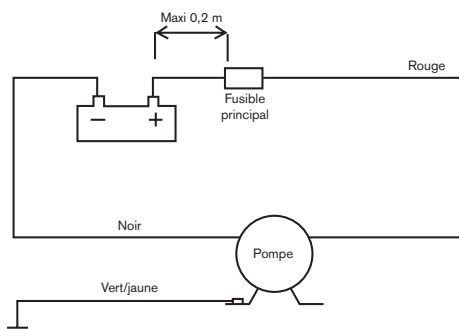 Maxi 0,2 m
Rouge
Fusible
principal
− +
Noir
Pompe
Vert/jaune